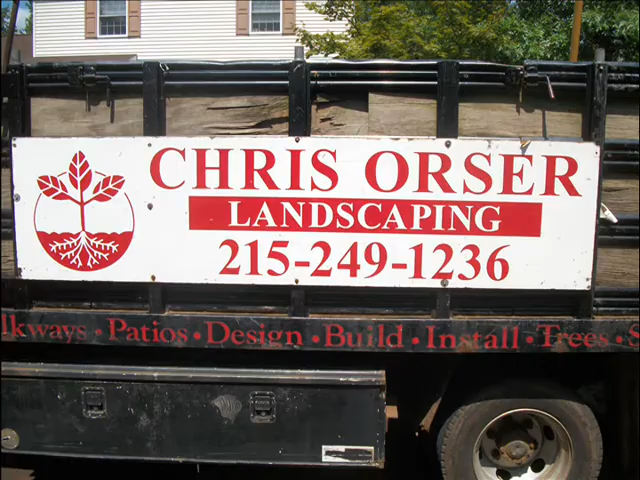 CHRIS ORSER
LANDSCAPING
215-249-1236
lkways • Patios • Design • Build • Install • Trees • S